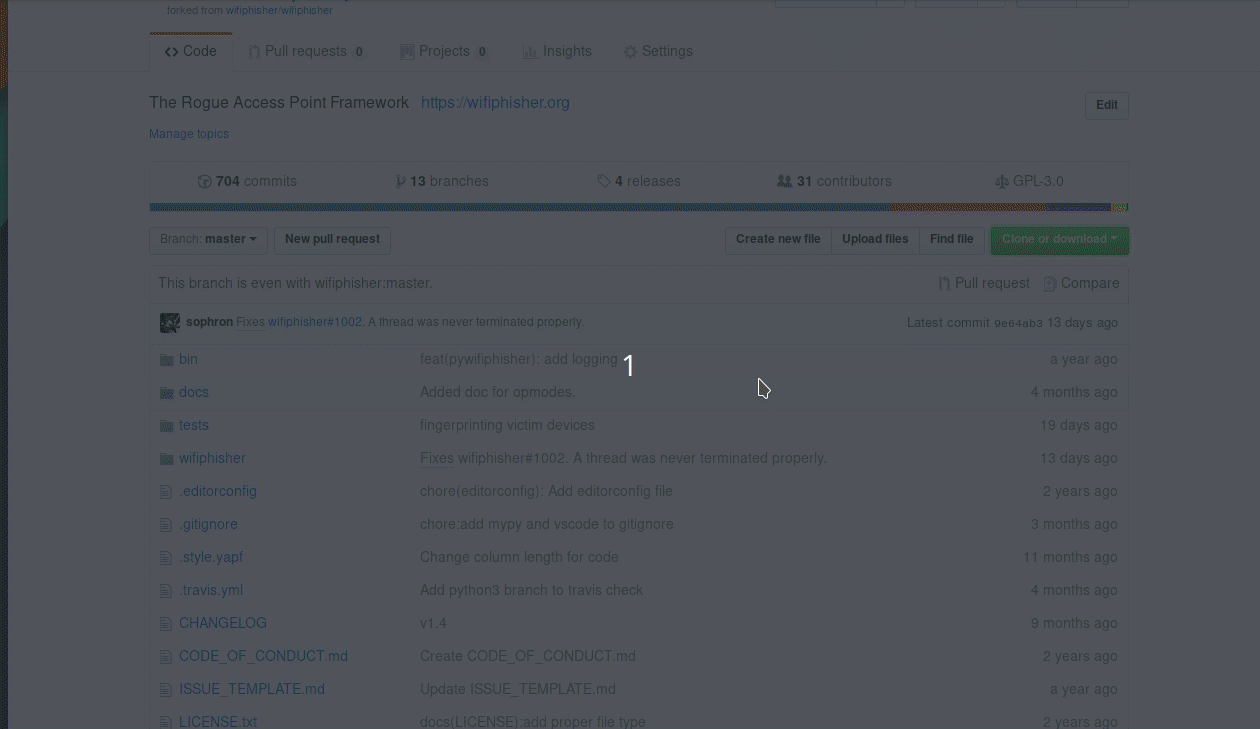 forked from wifiphisher/wifiphisher
Code Pull requests 0 Projects 0 Insights Settings
The Rogue Access Point Framework https://wifiphisher.org Edit
Manage topics
704 commits 13 branches 4 releases 31 contributors GPL-3.0
Branch: master New pull request Create new file Upload files Find file Clone or download
This branch is even with wifiphisher:master. Pull request Compare
sophron Fixes wifiphisher#1002. A thread was never terminated properly. Latest commit 9e64ab3 13 days ago
bin feat(pywifiphisher): add logging a year ago
1
docs Added doc for opmodes. 4 months ago
tests fingerprinting victim devices 19 days ago
wifiphisher Fixes wifiphisher#1002. A thread was never terminated properly. 13 days ago
.editorconfig chore(editorconfig): Add editorconfig file 2 years ago
.gitignore chore:add mypy and vscode to gitignore 3 months ago
.style.yapf Change column length for code 11 months ago
.travis.yml Add python3 branch to travis check 4 months ago
CHANGELOG v1.4 9 months ago
CODE_OF_CONDUCT.md Create CODE_OF_CONDUCT.md 2 years ago
ISSUE_TEMPLATE.md Update ISSUE_TEMPLATE.md a year ago
LICENSE.txt docs(LICENSE):add proper file type 2 years ago